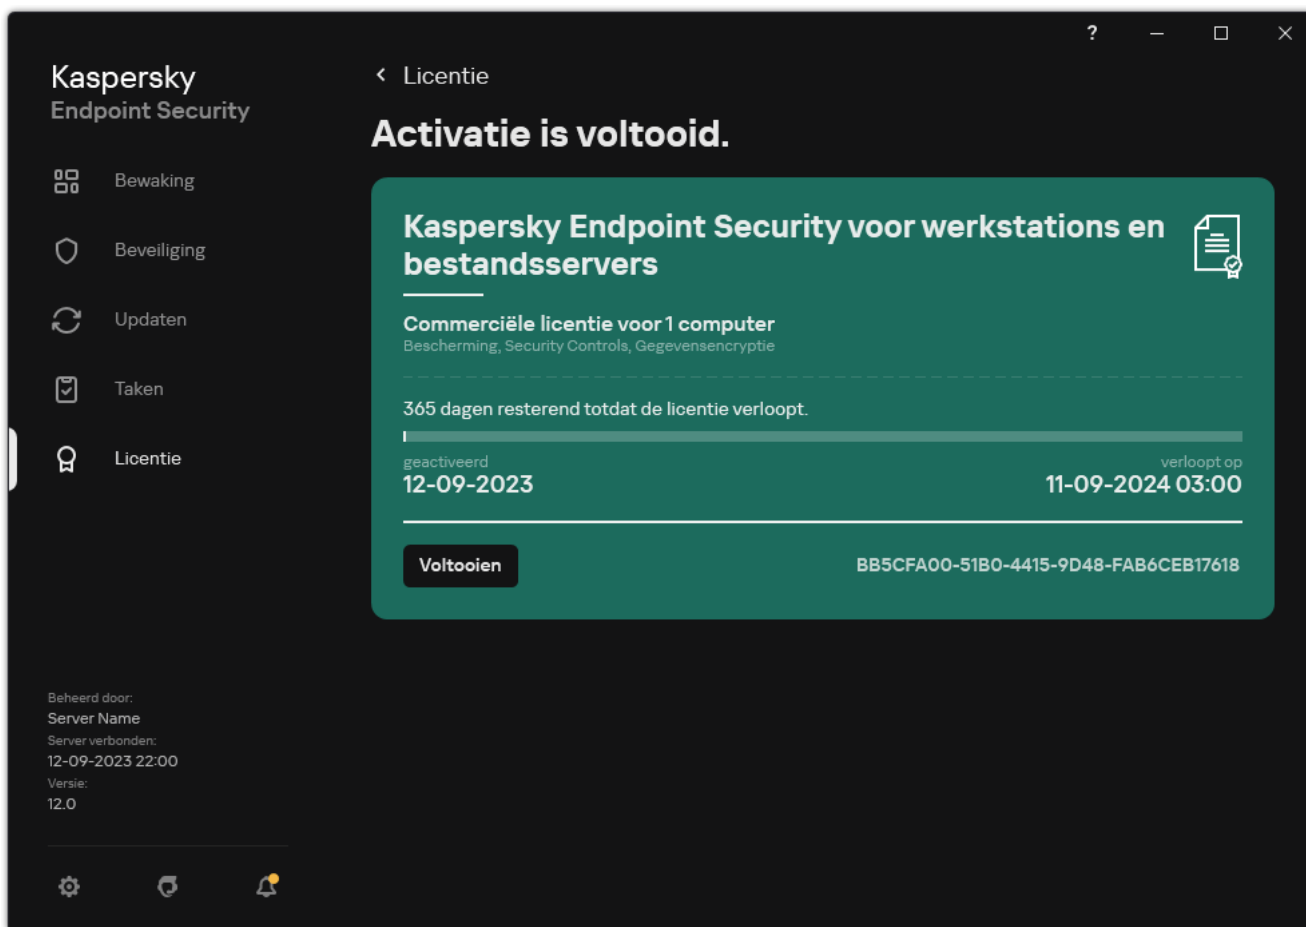 ?
Kaspersky
Endpoint Security
Bewaking
Beveiliging
Updaten
Taken
Licentie
Beheerd door:
Server Name
Server verbonden:
12-09-2023 22:00
Versie:
12.0
Licentie
Activatie is voltooid.
Kaspersky Endpoint Security voor werkstations en
bestandsservers
Commerciële licentie voor 1 computer
Bescherming, Security Controls, Gegevensencryptie
365 dagen resterend totdat de licentie verloopt.
geactiveerd
12-09-2023
verloopt op
11-09-2024 03:00
Voltooien
BB5CFA00-51B0-4415-9D48-FAB6CEB17618